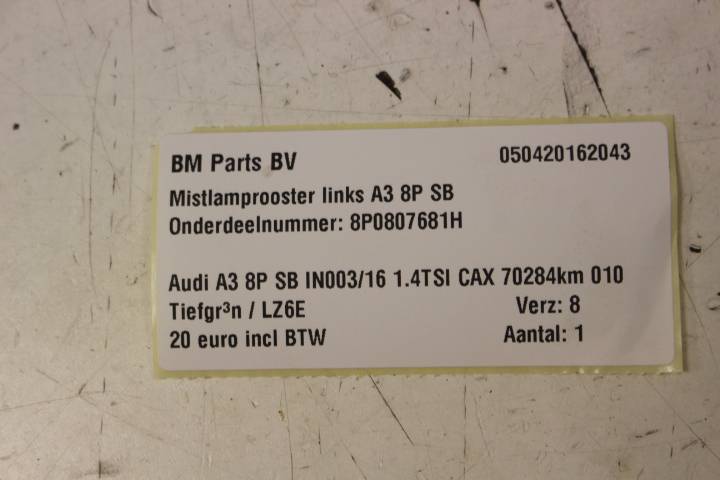 BM Parts BV 050420162043
Mistlamprooster links A3 8P SB
Onderdeelnummer: 8P0807681H
Audi A3 8P SB IN003/16 1.4TSI CAX 70284km 010
Tiefgr³n / LZ6E Verz: 8
20 euro incl BTW Aantal: 1